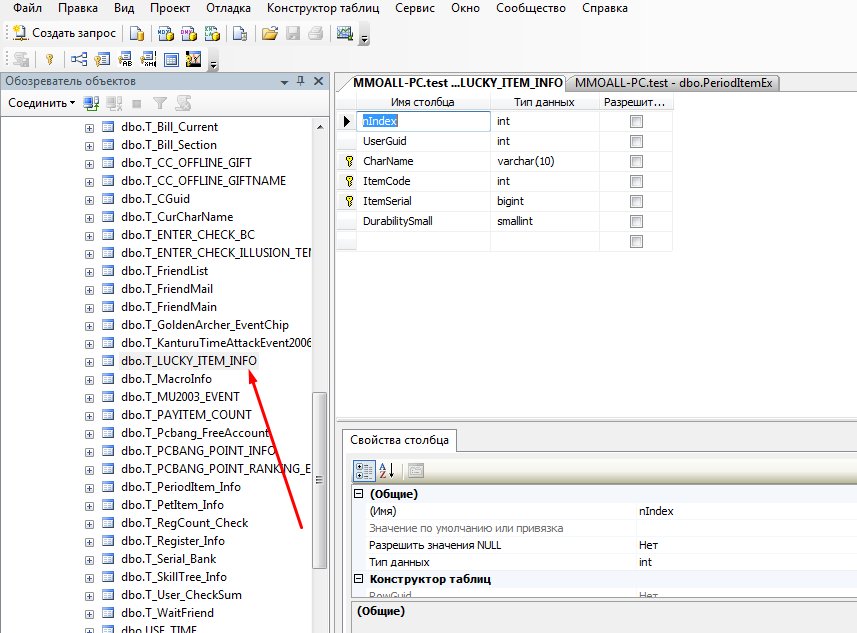 Файл Правка Вид Проект Отладка Конструктор таблиц Сервис Окно Сообщество Справка
Создать запрос
Обозреватель объектов
Соединить
dbo.T_Bill_Current
dbo.T_Bill_Section
dbo.T_CC_OFFLINE_GIFT
dbo.T_CC_OFFLINE_GIFTNAME
dbo.T_CGuid
dbo.T_CurCharName
dbo.T_ENTER_CHECK_BC
dbo.T_ENTER_CHECK_ILLUSION_TE
dbo.T_FriendList
dbo.T_FriendMail
dbo.T_FriendMain
dbo.T_GoldenArcher_EventChip
dbo.T_KanturuTimeAttackEvent2006
dbo.T_LUCKY_ITEM_INFO
dbo.T_MacroInfo
dbo.T_MU2003_EVENT
dbo.T_PAYITEM_COUNT
dbo.T_Pcbang_FreeAccount
dbo.T_PCBANG_POINT_INFO
dbo.T_PCBANG_POINT_RANKING_E
dbo.T_PeriodItem_Info
dbo.T_PetItem_Info
dbo.T_RegCount_Check
dbo.T_Register_Info
dbo.T_Serial_Bank
dbo.T_SkillTree_Info
dbo.T_User_CheckSum
dbo.T_WaitFriend
dbo.USE_TIME
MMOALL-PC.test ...LUCKY_ITEM_INFO MMOALL-PC.test - dbo.PeriodItemEx
Имя столбца Тип данных Разрешит...
nIndex int
UserGuid int
CharName varchar(10)
ItemCode int
ItemSerial bigint
DurabilitySmall smallint
Свойства столбца
(Общие)
(Имя) nIndex
Значение по умолчанию или привязка
Разрешить значения NULL Нет
Тип данных int
Конструктор таблиц
RowGuid Нет
(Общие)